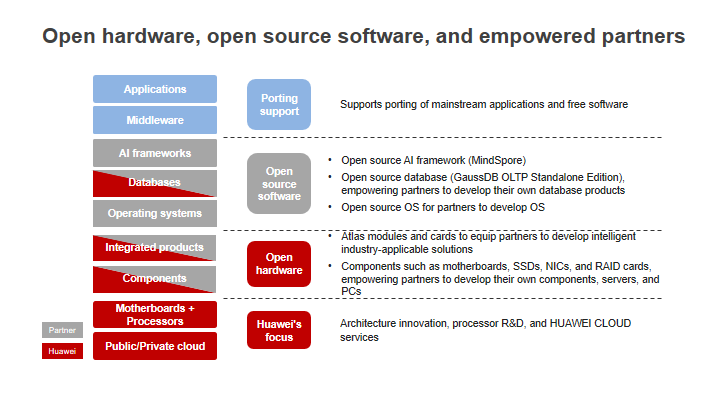 Open hardware, open source software, and empowered partners
Applications
Middleware
Porting
support
Supports porting of mainstream applications and free software
AI frameworks
Databases
Operating systems
Open
source
software
• Open source AI framework (MindSpore)
• Open source database (GaussDB OLTP Standalone Edition),
empowering partners to develop their own database products
• Open source OS for partners to develop OS
Integrated products
Components
Open
hardware
• Atlas modules and cards to equip partners to develop intelligent
industry-applicable solutions
• Components such as motherboards, SSDs, NICs, and RAID cards,
empowering partners to develop their own components, servers, and
PCs
Motherboards +
Processors
Public/Private cloud
Huawei's
focus
Architecture innovation, processor R&D, and HUAWEI CLOUD
services
Partner
Huawei